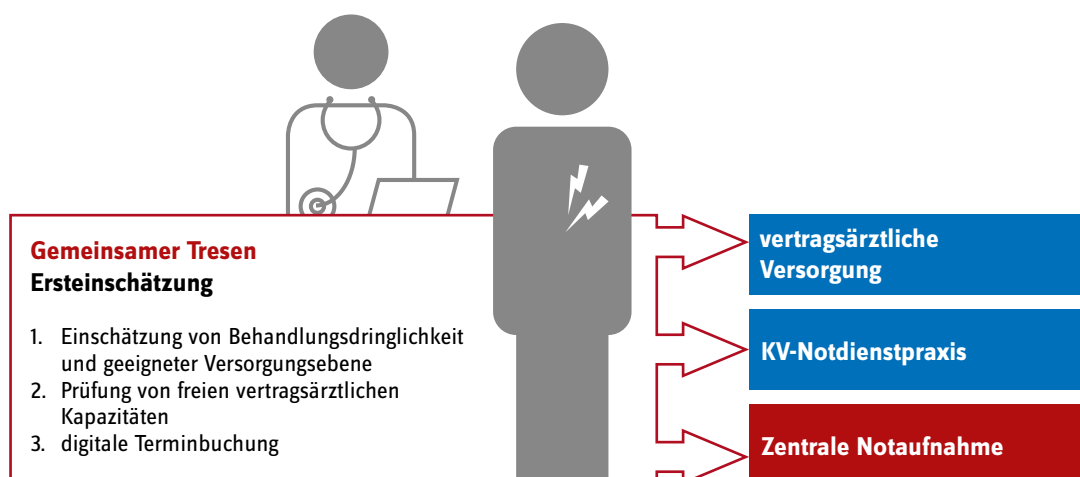 Gemeinsamer Tresen
Ersteinschätzung
1. Einschätzung von Behandlungsdringlichkeit
und geeigneter Versorgungsebene
2. Prüfung von freien vertragsärztlichen
Kapazitäten
3. digitale Terminbuchung
vertragsärztliche
Versorgung
KV-Notdienstpraxis
Zentrale Notaufnahme